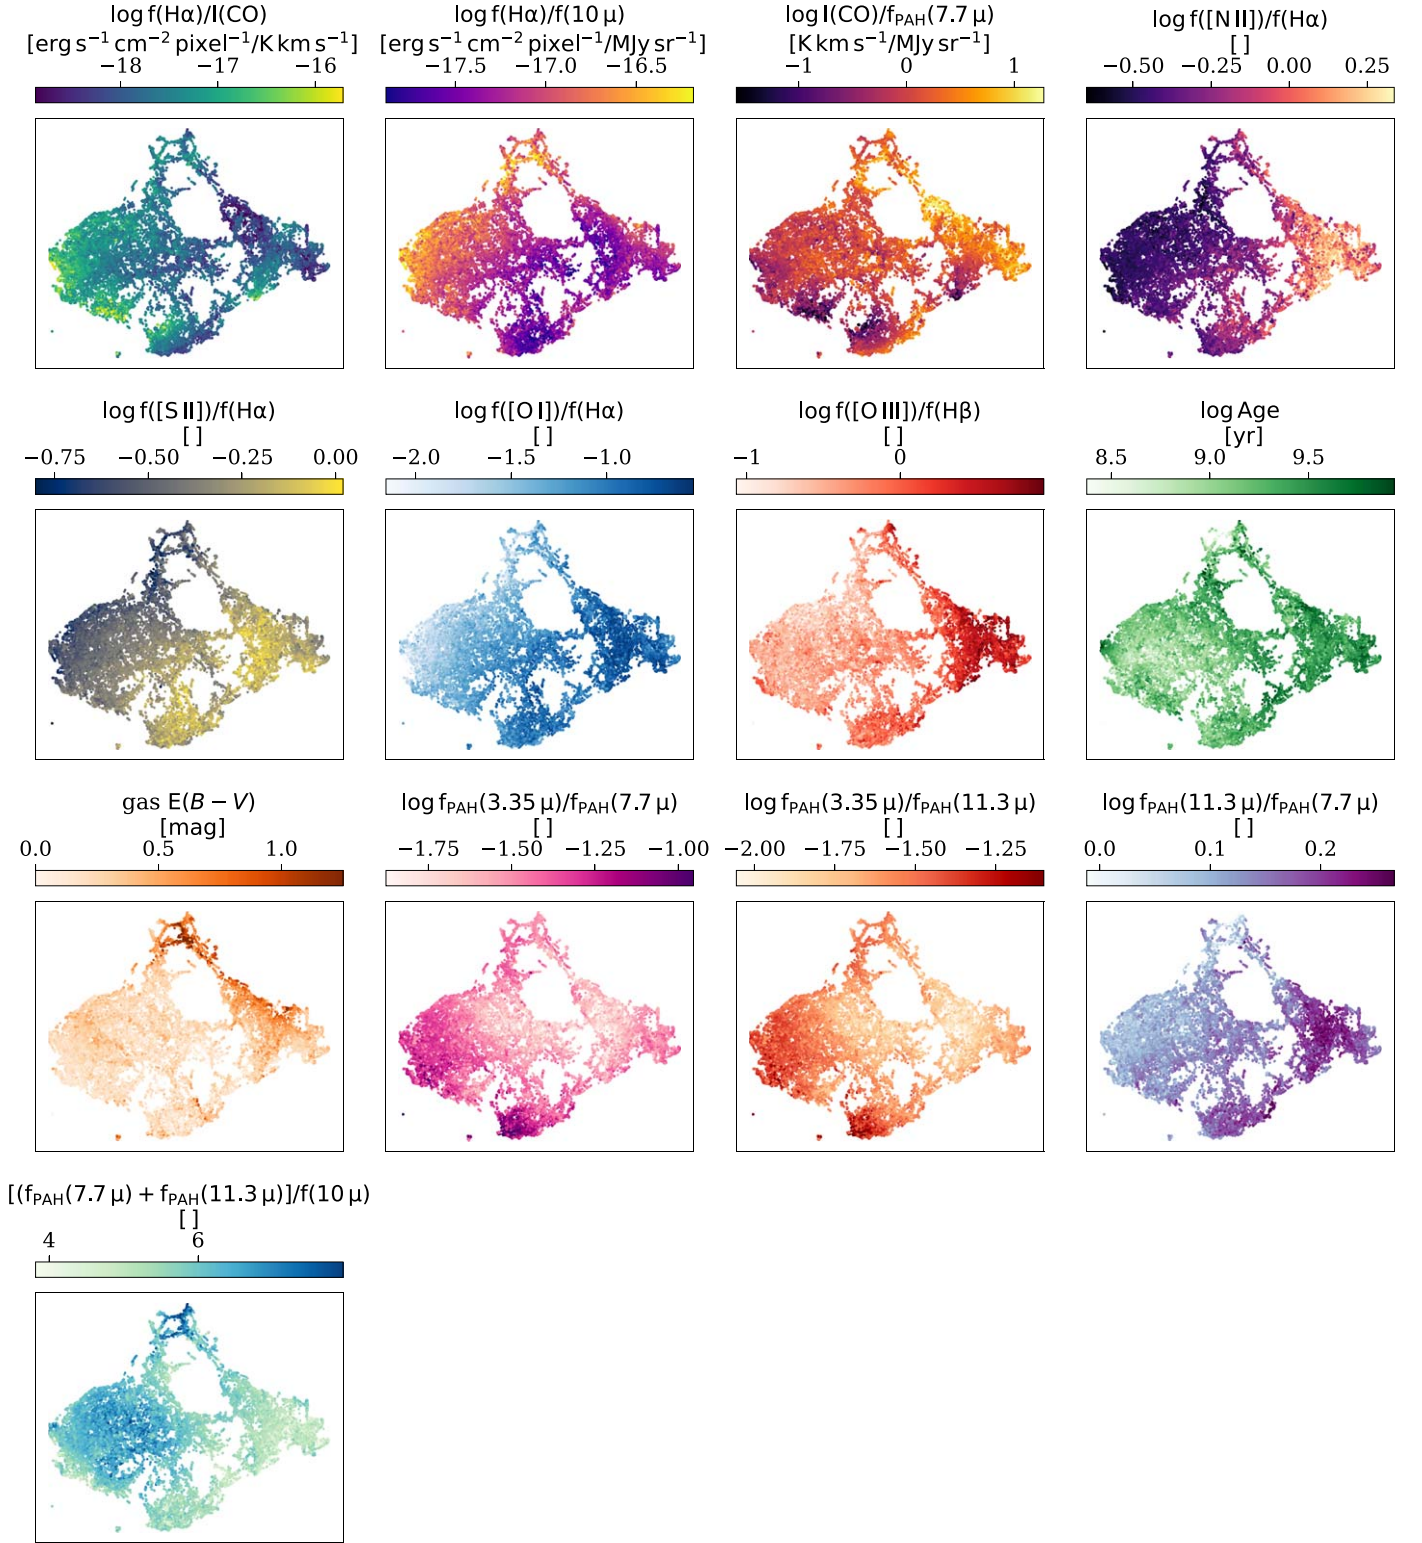 log f(Hα)/I(CO)
[erg s⁻¹ cm⁻² pixel⁻¹/K km s⁻¹]
−18 −17 −16
log f(Hα)/f(10 μ)
[erg s⁻¹ cm⁻² pixel⁻¹/MJy sr⁻¹]
−17.5 −17.0 −16.5
log I(CO)/f_PAH(7.7 μ)
[K km s⁻¹/MJy sr⁻¹]
−1 0 1
log f([N II])/f(Hα)
[ ]
−0.50 −0.25 0.00 0.25
log f([S II])/f(Hα)
[ ]
−0.75 −0.50 −0.25 0.00
log f([O I])/f(Hα)
[ ]
−2.0 −1.5 −1.0
log f([O III])/f(Hβ)
[ ]
−1 0
log Age
[yr]
8.5 9.0 9.5
gas E(B − V)
[mag]
0.0 0.5 1.0
log f_PAH(3.35 μ)/f_PAH(7.7 μ)
[ ]
−1.75 −1.50 −1.25 −1.00
log f_PAH(3.35 μ)/f_PAH(11.3 μ)
[ ]
−2.00 −1.75 −1.50 −1.25
log f_PAH(11.3 μ)/f_PAH(7.7 μ)
[ ]
0.0 0.1 0.2
[(f_PAH(7.7 μ) + f_PAH(11.3 μ)]/f(10 μ)
[ ]
4 6